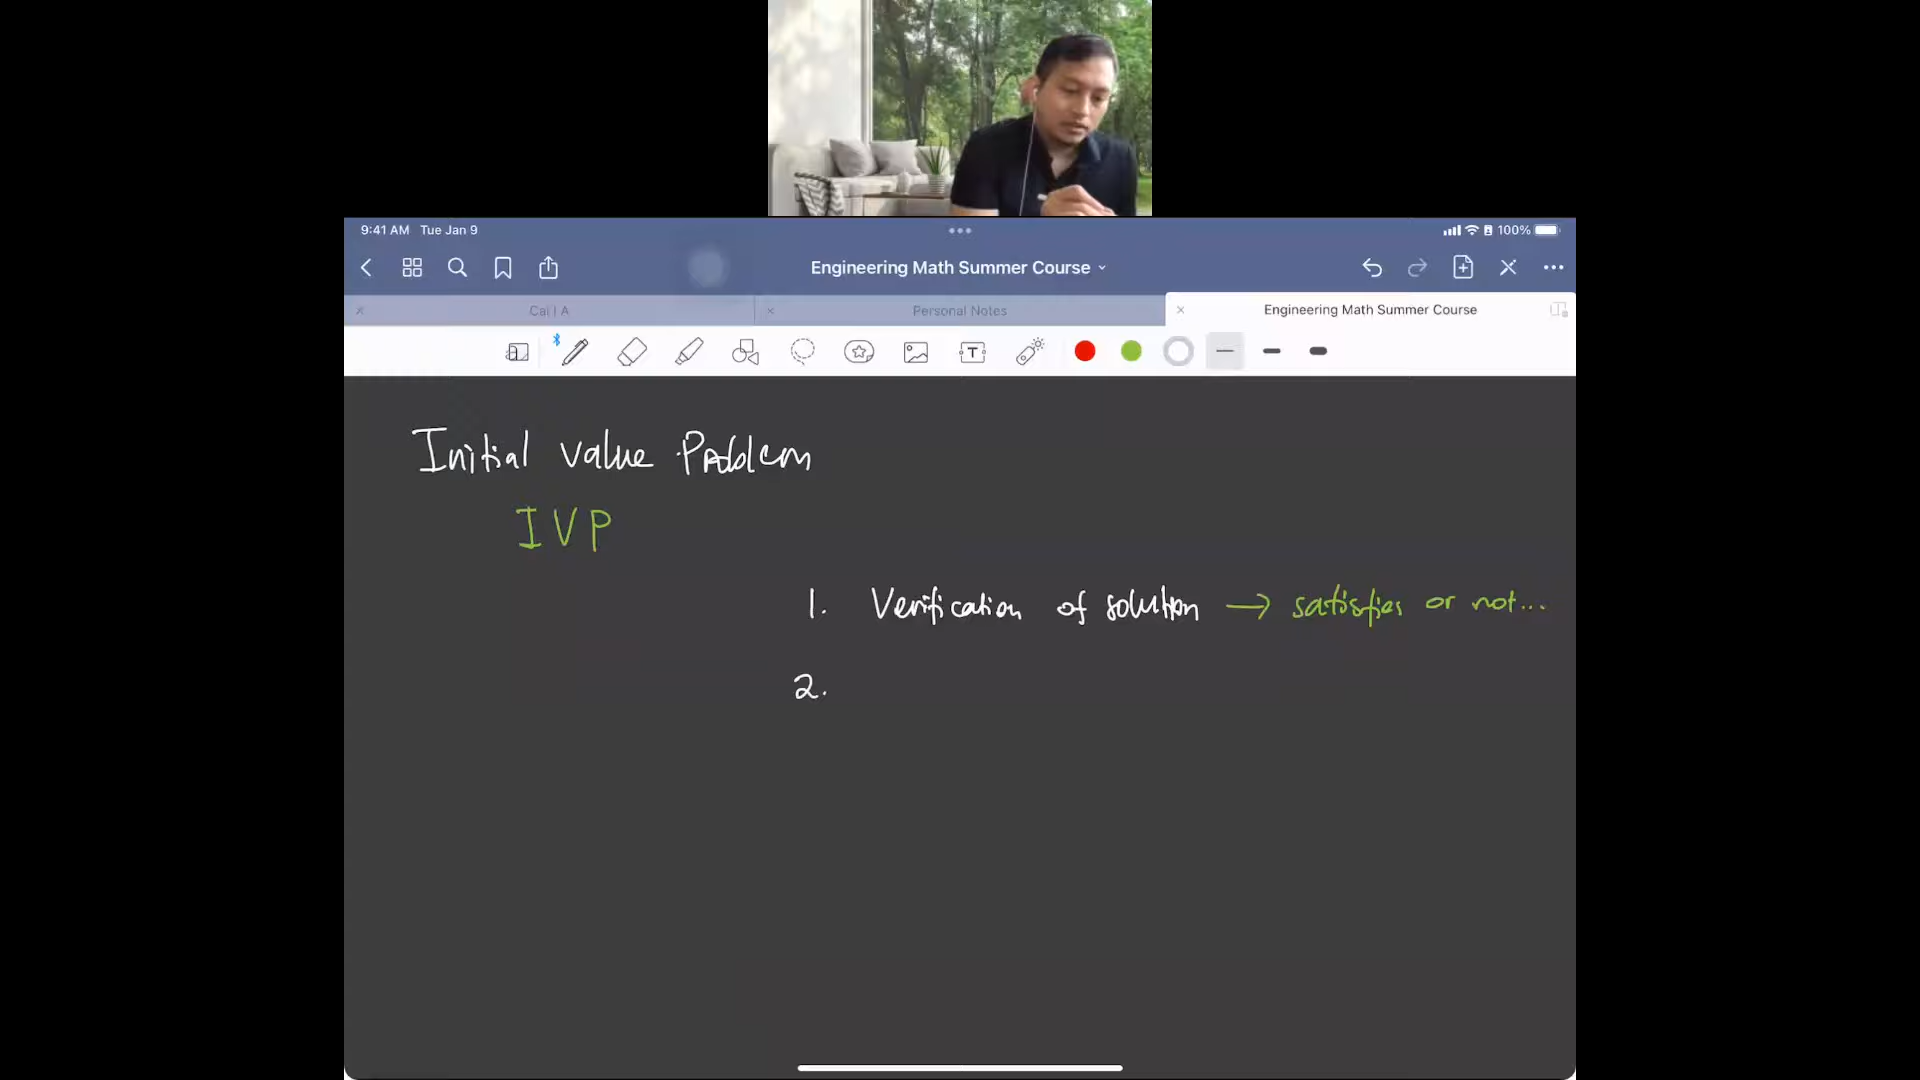 9:41 AM Tue Jan 9
100%
Engineering Math Summer Course
Cal I A
Personal Notes
Engineering Math Summer Course
Initial Value Problem
IVP
1. Verification of solution → satisfies or not...
2.